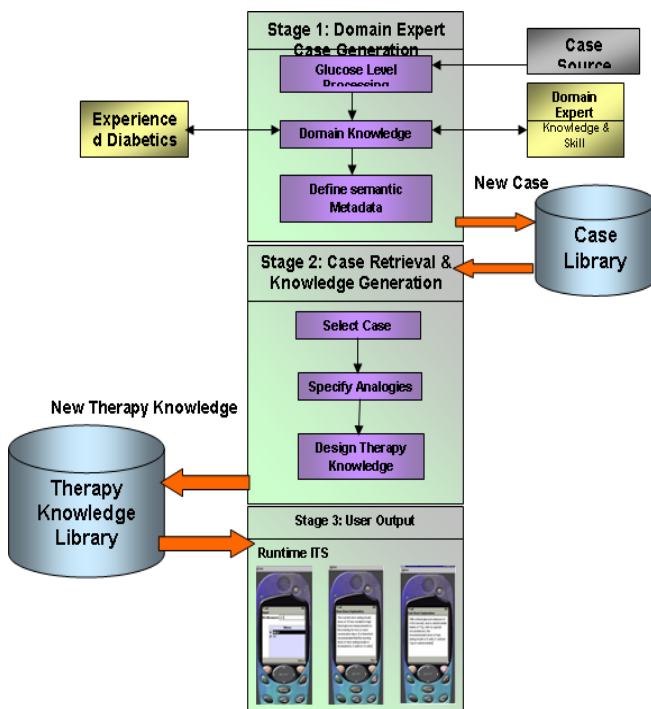 Stage 1: Domain Expert
Case Generation
Glucose Level
Processing
Case
Source
Experience
d Diabetics
Domain Knowledge
Domain
Expert
Knowledge & Skill
Define semantic
Metadata
New Case
Case
Library
Stage 2: Case Retrieval &
Knowledge Generation
Select Case
Specify Analogies
New Therapy Knowledge
Design Therapy
Knowledge
Therapy
Knowledge
Library
Stage 3: User Output
Runtime ITS